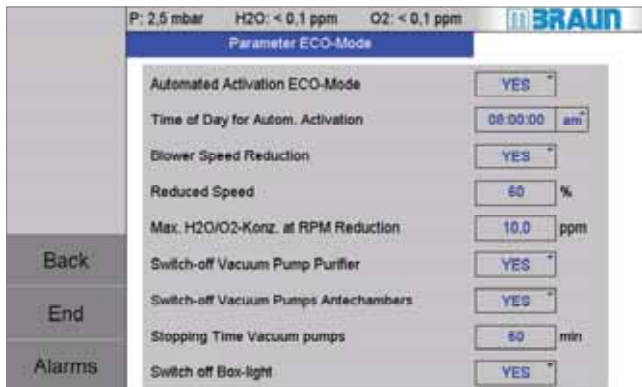 P: 2,5 mbar H2O: < 0,1 ppm O2: < 0,1 ppm MBRAUN
Parameter ECO-Mode
Automated Activation ECO-Mode YES
Time of Day for Autom. Activation 08:00:00 am
Blower Speed Reduction YES
Reduced Speed 60 %
Max. H2O/O2-Konz. at RPM Reduction 10.0 ppm
Back
Switch-off Vacuum Pump Purifier YES
Switch-off Vacuum Pumps Antechambers YES
End
Stopping Time Vacuum pumps 60 min
Alarms
Switch off Box-light YES